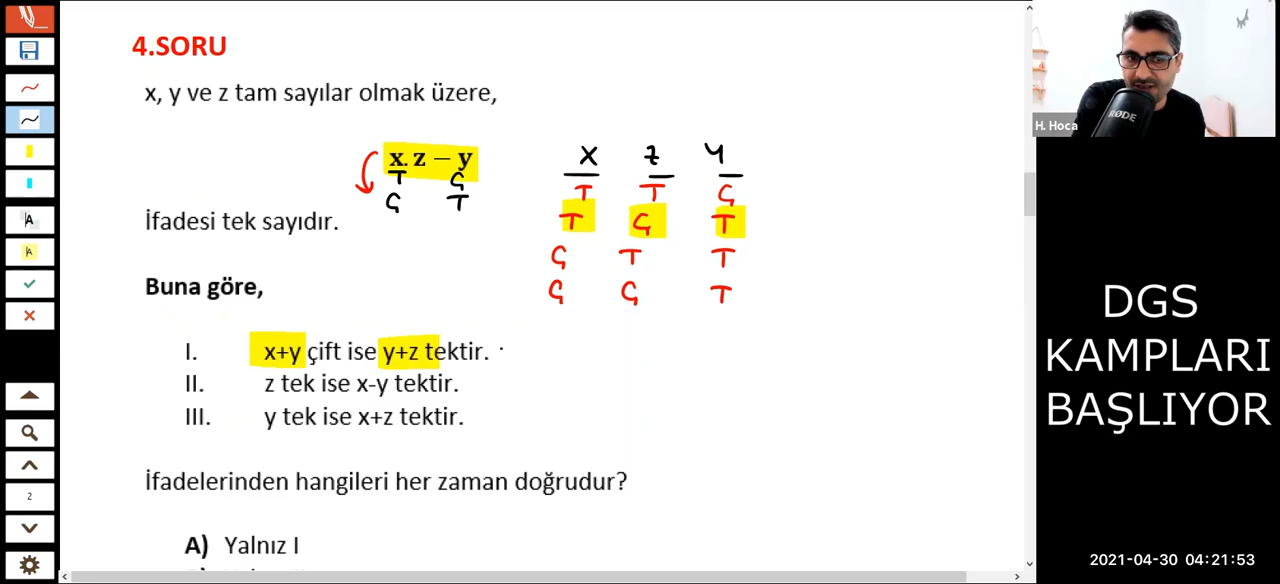 4.SORU
x, y ve z tam sayılar olmak üzere,
x. z − y
T Ç
Ç T
İfadesi tek sayıdır.
Buna göre,
I. x+y çift ise y+z tektir.
II. z tek ise x-y tektir.
III. y tek ise x+z tektir.
İfadelerinden hangileri her zaman doğrudur?
A) Yalnız I
x z y
T T Ç
T Ç T
Ç T T
Ç Ç T
A
A
2
H. Hoca
RØDE
DGS
KAMPLARI
BAŞLIYOR
2021-04-30 04:21:53